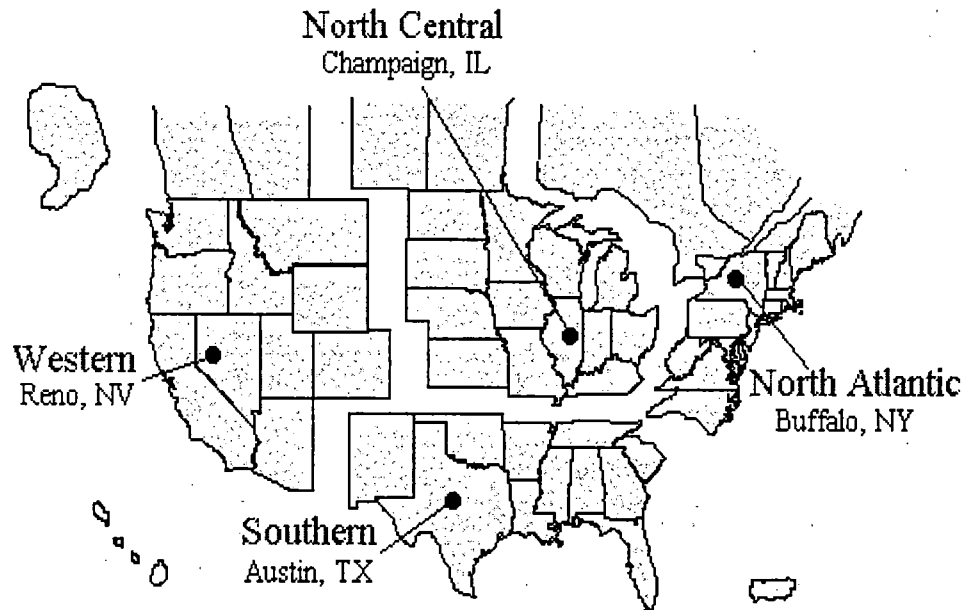 North Central
Champaign, IL
Western
Reno, NV
North Atlantic
Buffalo, NY
Southern
Austin, TX